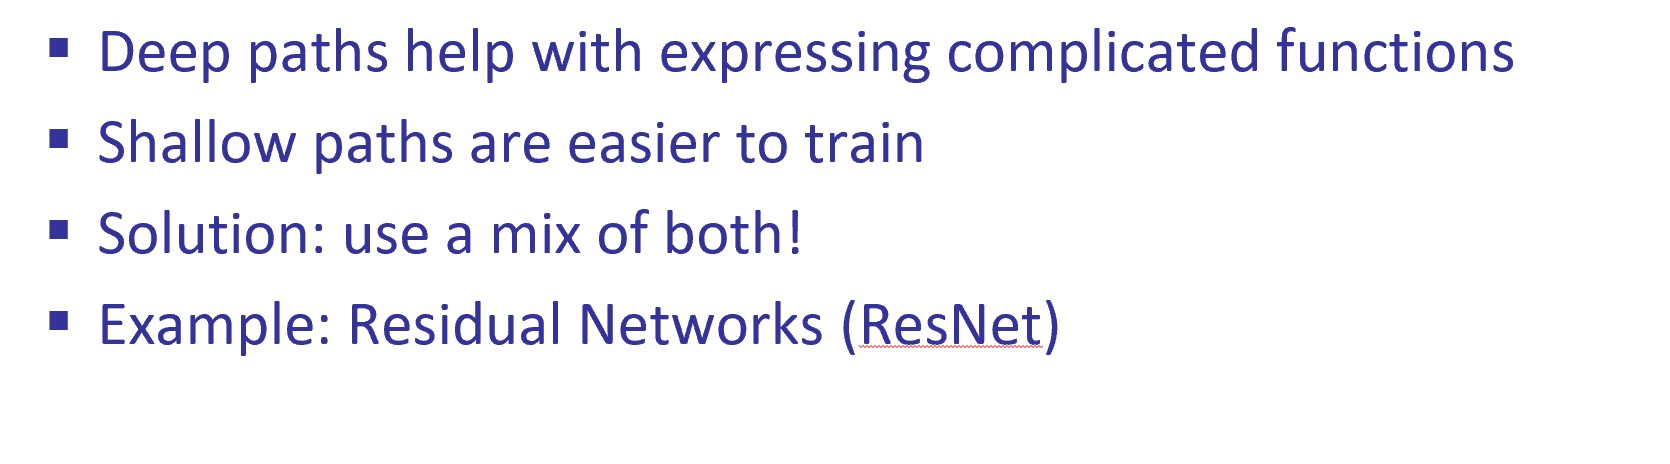 ▪ Deep paths help with expressing complicated functions
▪ Shallow paths are easier to train
▪ Solution: use a mix of both!
▪ Example: Residual Networks (ResNet)